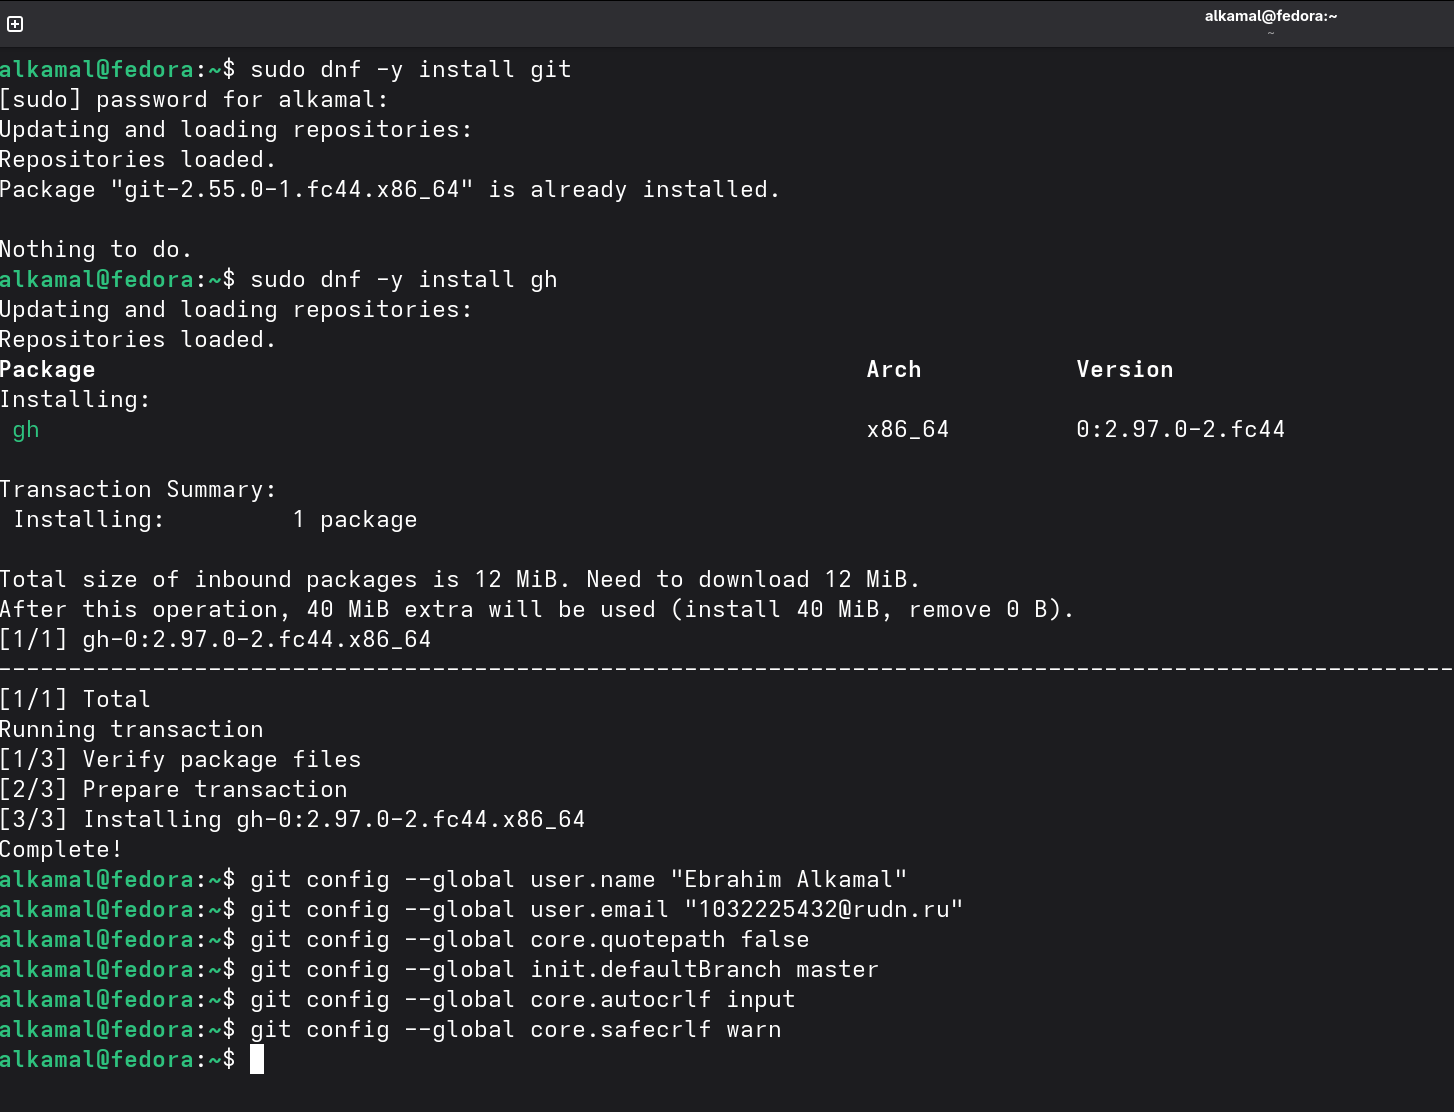 alkamal@fedora:~
~
alkamal@fedora:~$ sudo dnf -y install git
[sudo] password for alkamal:
Updating and loading repositories:
Repositories loaded.
Package "git-2.55.0-1.fc44.x86_64" is already installed.
Nothing to do.
alkamal@fedora:~$ sudo dnf -y install gh
Updating and loading repositories:
Repositories loaded.
Package Arch Version
Installing:
gh x86_64 0:2.97.0-2.fc44
Transaction Summary:
Installing: 1 package
Total size of inbound packages is 12 MiB. Need to download 12 MiB.
After this operation, 40 MiB extra will be used (install 40 MiB, remove 0 B).
[1/1] gh-0:2.97.0-2.fc44.x86_64
--------------------------------------------------------------------------------------------------------
[1/1] Total
Running transaction
[1/3] Verify package files
[2/3] Prepare transaction
[3/3] Installing gh-0:2.97.0-2.fc44.x86_64
Complete!
alkamal@fedora:~$ git config --global user.name "Ebrahim Alkamal"
alkamal@fedora:~$ git config --global user.email "1032225432@rudn.ru"
alkamal@fedora:~$ git config --global core.quotepath false
alkamal@fedora:~$ git config --global init.defaultBranch master
alkamal@fedora:~$ git config --global core.autocrlf input
alkamal@fedora:~$ git config --global core.safecrlf warn
alkamal@fedora:~$